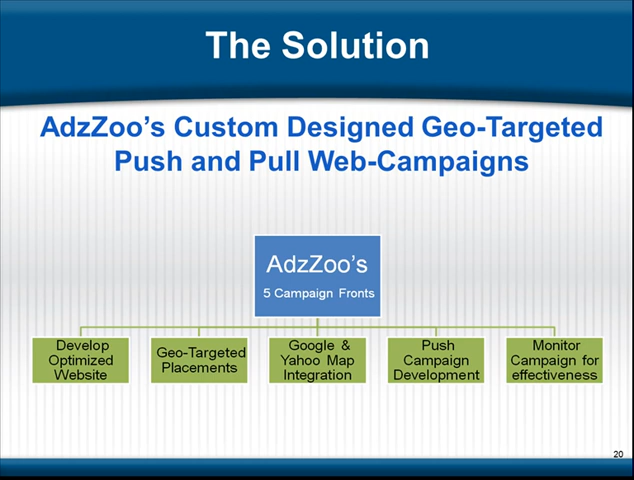 The Solution
AdzZoo’s Custom Designed Geo-Targeted
Push and Pull Web-Campaigns
AdzZoo’s
5 Campaign Fronts
Develop
Optimized
Website
Geo-Targeted
Placements
Google &
Yahoo Map
Integration
Push
Campaign
Development
Monitor
Campaign for
effectiveness
20